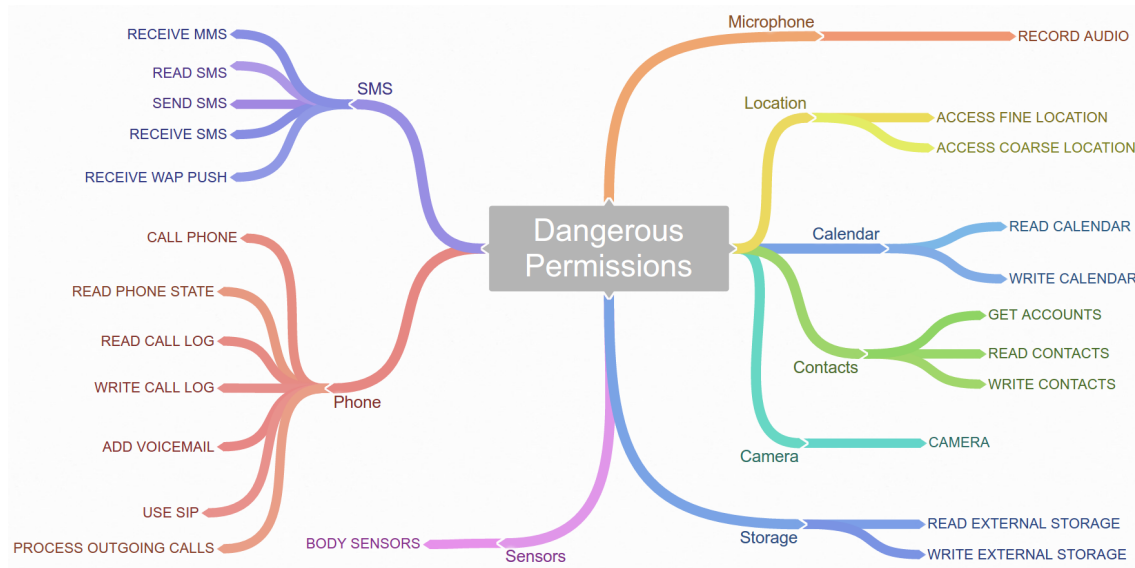 Dangerous
Permissions
SMS
RECEIVE MMS
READ SMS
SEND SMS
RECEIVE SMS
RECEIVE WAP PUSH
Phone
CALL PHONE
READ PHONE STATE
READ CALL LOG
WRITE CALL LOG
ADD VOICEMAIL
USE SIP
PROCESS OUTGOING CALLS
Sensors
BODY SENSORS
Microphone
RECORD AUDIO
Location
ACCESS FINE LOCATION
ACCESS COARSE LOCATION
Calendar
READ CALENDAR
WRITE CALENDAR
Contacts
GET ACCOUNTS
READ CONTACTS
WRITE CONTACTS
Camera
CAMERA
Storage
READ EXTERNAL STORAGE
WRITE EXTERNAL STORAGE